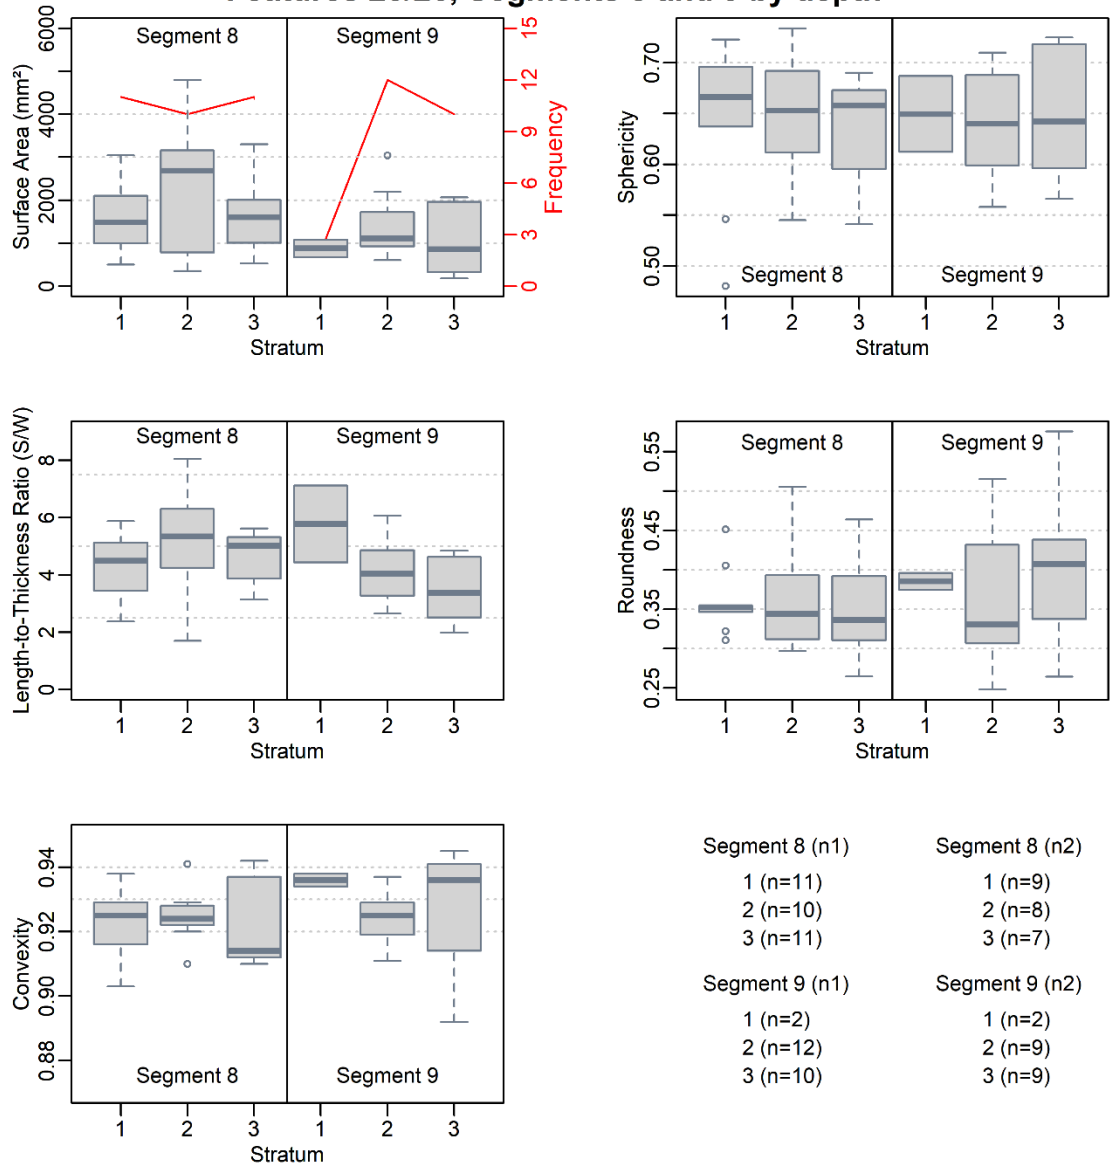 Segment 8 Segment 9
Surface Area (mm²)
0 2000 4000 6000
Frequency
0 3 6 9 12 15
1 2 3 1 2 3
Stratum
Sphericity
0.50 0.60 0.70
Segment 8 Segment 9
1 2 3 1 2 3
Stratum
Length-to-Thickness Ratio (S/W)
0 2 4 6 8
Segment 8 Segment 9
1 2 3 1 2 3
Stratum
Roundness
0.25 0.35 0.45 0.55
Segment 8 Segment 9
1 2 3 1 2 3
Stratum
Convexity
0.88 0.90 0.92 0.94
Segment 8 Segment 9
1 2 3 1 2 3
Stratum
Segment 8 (n1)
1 (n=11)
2 (n=10)
3 (n=11)
Segment 8 (n2)
1 (n=9)
2 (n=8)
3 (n=7)
Segment 9 (n1)
1 (n=2)
2 (n=12)
3 (n=10)
Segment 9 (n2)
1 (n=2)
2 (n=9)
3 (n=9)